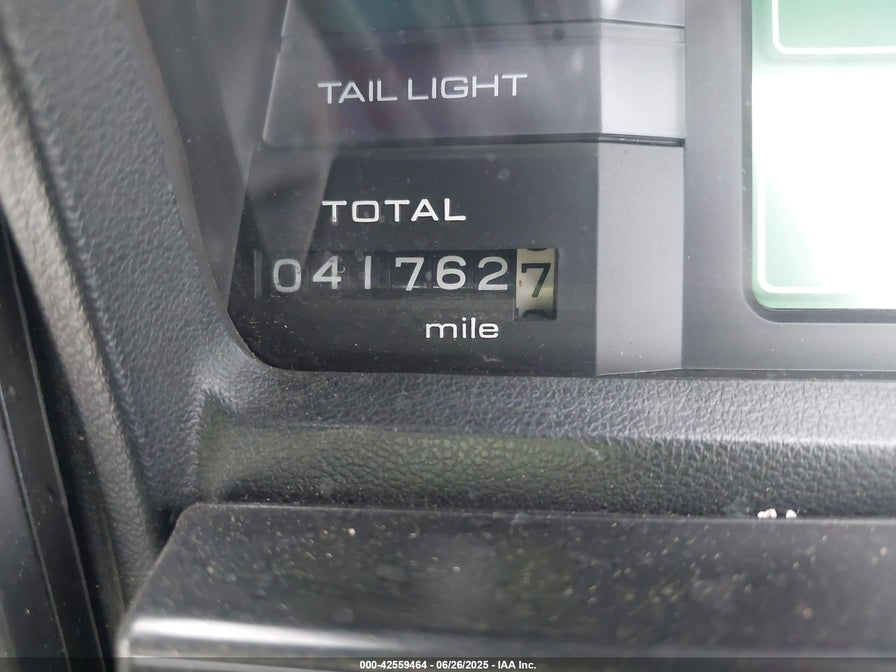 TAIL LIGHT
TOTAL
0417627
mile
000-42559464 - 06/26/2025 - IAA Inc.